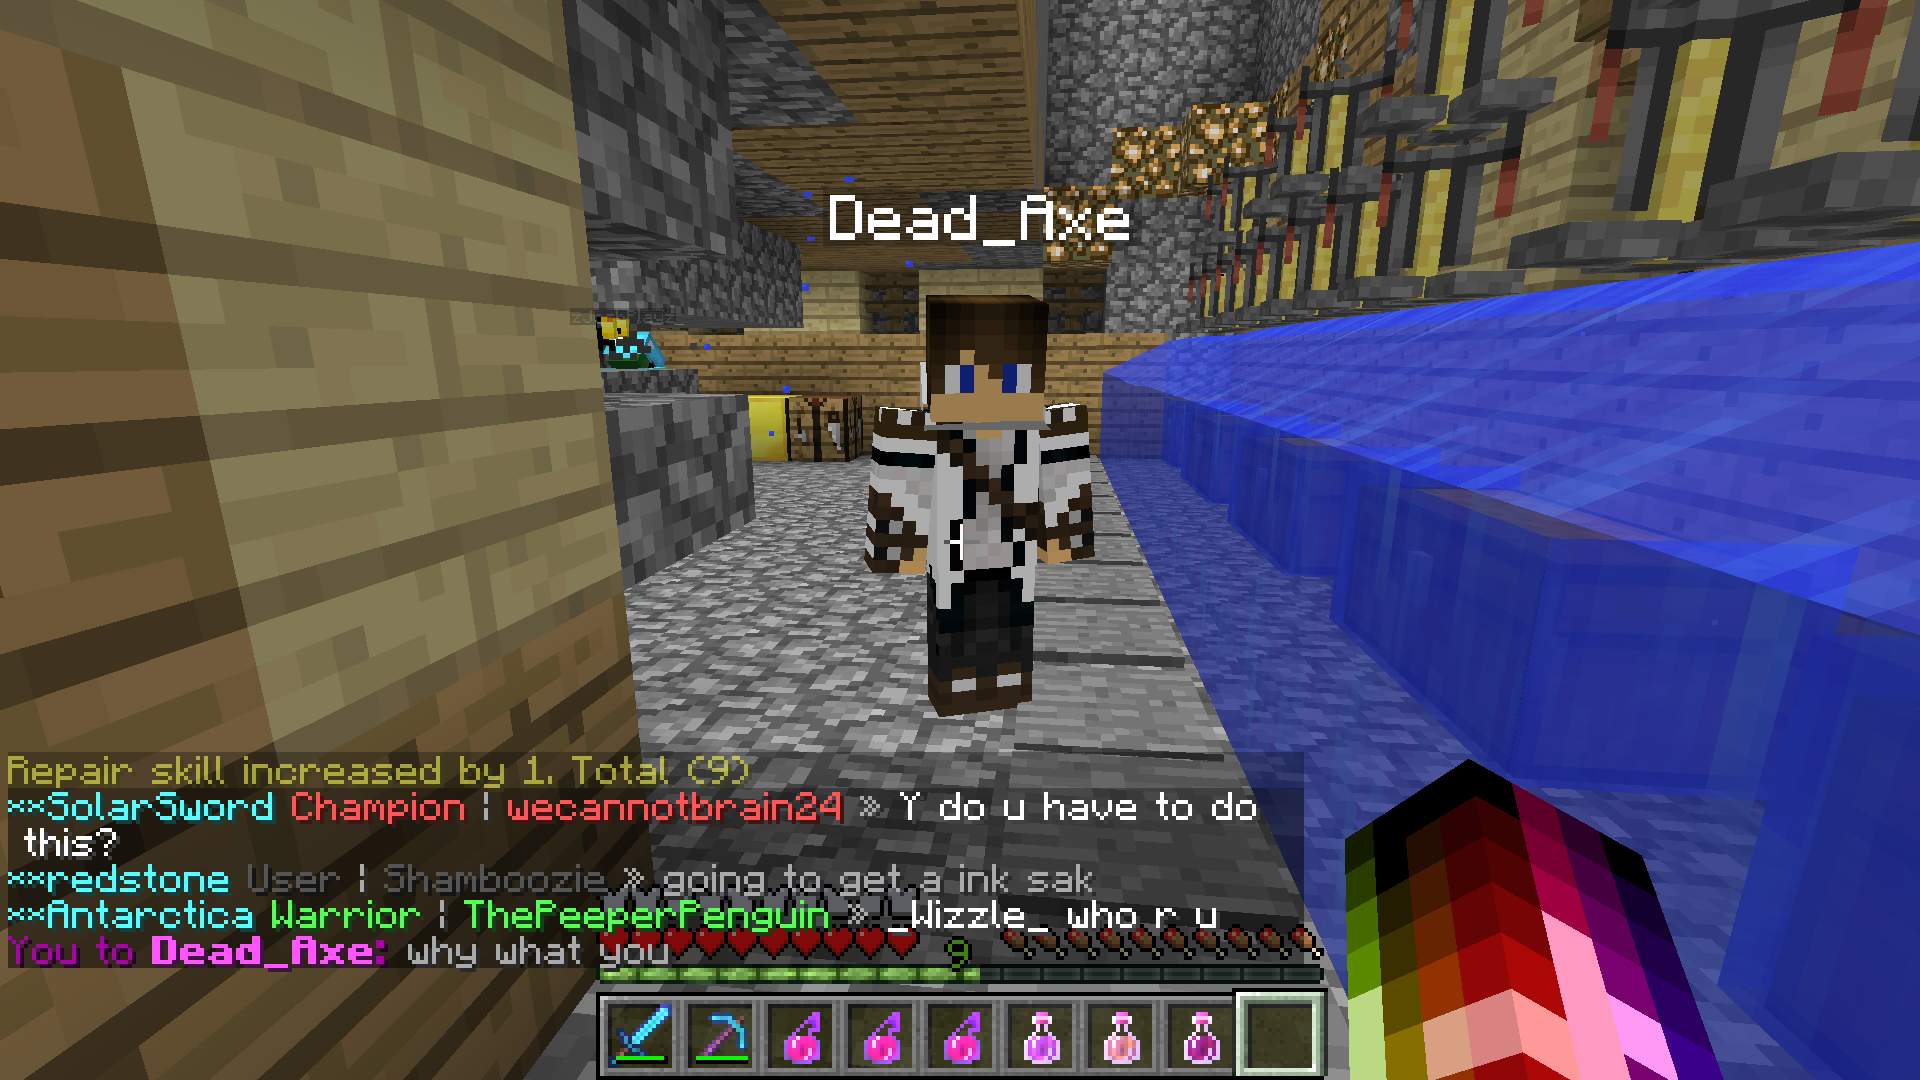 Dead_Axe
Repair skill increased by 1. Total (9)
××SolarSword Champion | wecannotbrain24 » Y do u have to do
this?
××redstone User | Shamboozie » going to get a ink sak
××Antarctica Warrior | ThePeeperPenguin » _Wizzle_ who r u
You to Dead_Axe: why what you
9